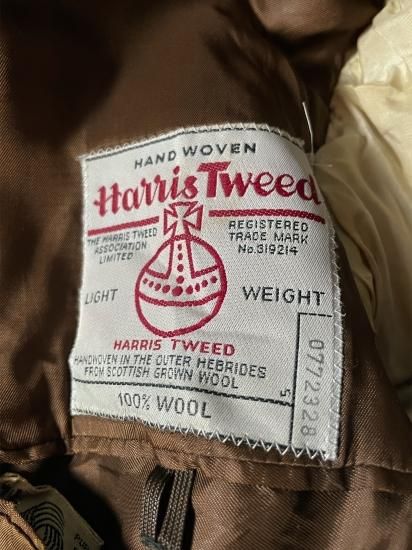 HAND WOVEN
Harris Tweed
THE HARRIS TWEED
ASSOCIATION
LIMITED
REGISTERED
TRADE MARK
No. 319214
LIGHT WEIGHT
HARRIS TWEED
HANDWOVEN IN THE OUTER HEBRIDES
FROM SCOTTISH GROWN WOOL
100% WOOL
5
0772328